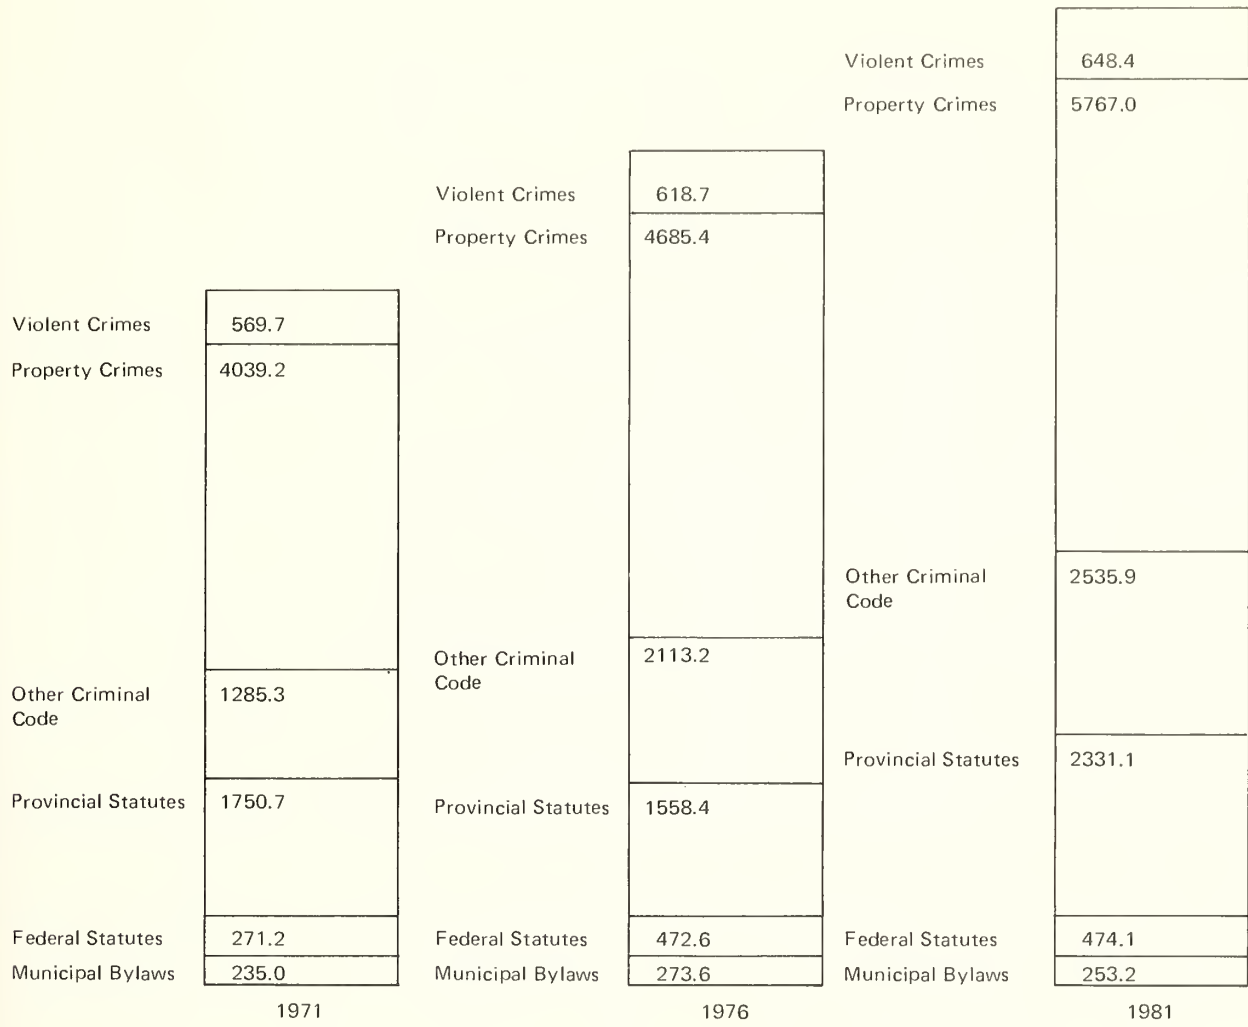 Violent Crimes 569.7
Property Crimes 4039.2
Other Criminal
Code
1285.3
Provincial Statutes 1750.7
Federal Statutes 271.2
Municipal Bylaws 235.0
1971
Violent Crimes 618.7
Property Crimes 4685.4
Other Criminal
Code
2113.2
Provincial Statutes 1558.4
Federal Statutes 472.6
Municipal Bylaws 273.6
1976
Violent Crimes 648.4
Property Crimes 5767.0
Other Criminal
Code
2535.9
Provincial Statutes 2331.1
Federal Statutes 474.1
Municipal Bylaws 253.2
1981